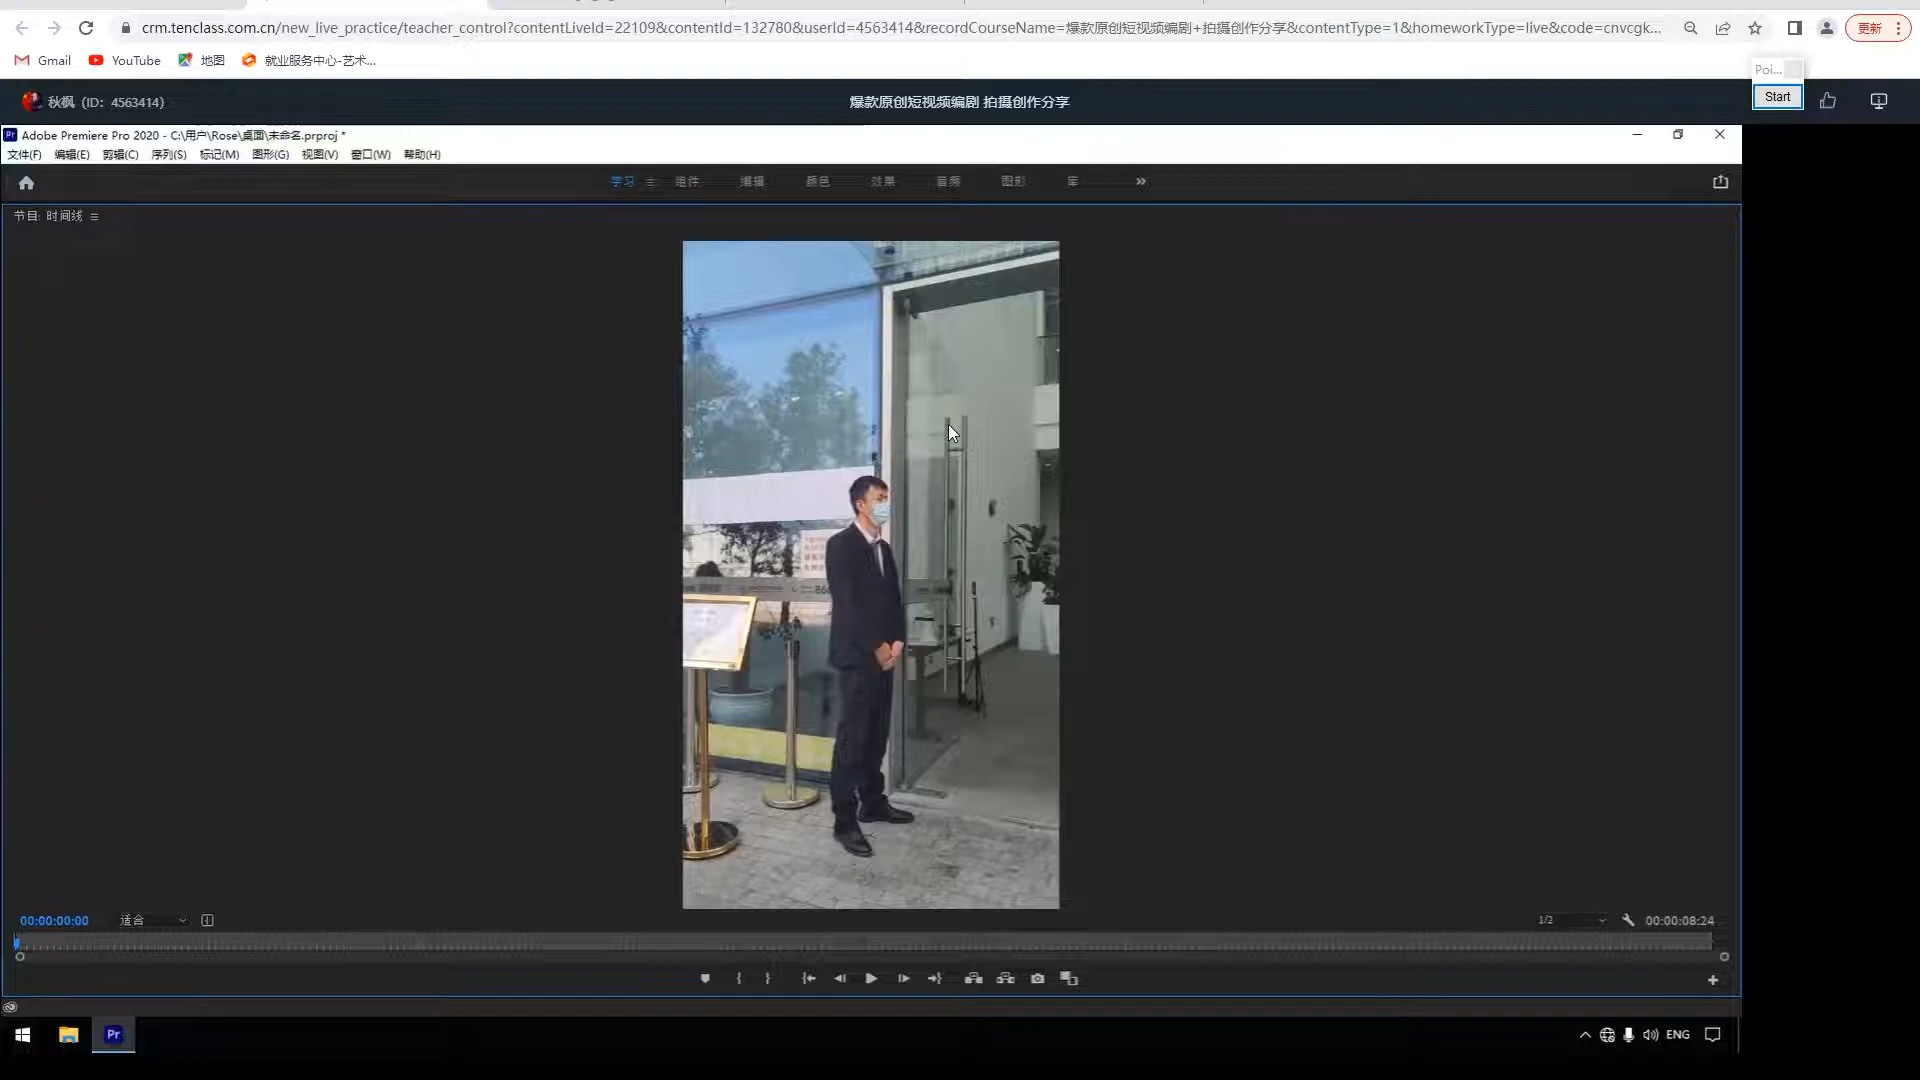 crm.tenclass.com.cn/new_live_practice/teacher_control?contentLiveId=22109&contentId=132780&userId=4563414&recordCourseName=爆款原创短视频编剧+拍摄创作分享&contentType=1&homeworkType=live&code=cnvcgk...
更新
Gmail
YouTube
地图
就业服务中心-艺术...
Poi...
Start
秋枫 (ID: 4563414)
爆款原创短视频编剧 拍摄创作分享
Pr Adobe Premiere Pro 2020 - C:\用户\Rose\桌面\未命名.prproj *
文件(F) 编辑(E) 剪辑(C) 序列(S) 标记(M) 图形(G) 视图(V) 窗口(W) 帮助(H)
学习 组件 编辑 颜色 效果 音频 图形 库
节目: 时间线
00:00:00:00 适合 1/2 00:00:08:24
Pr
ENG